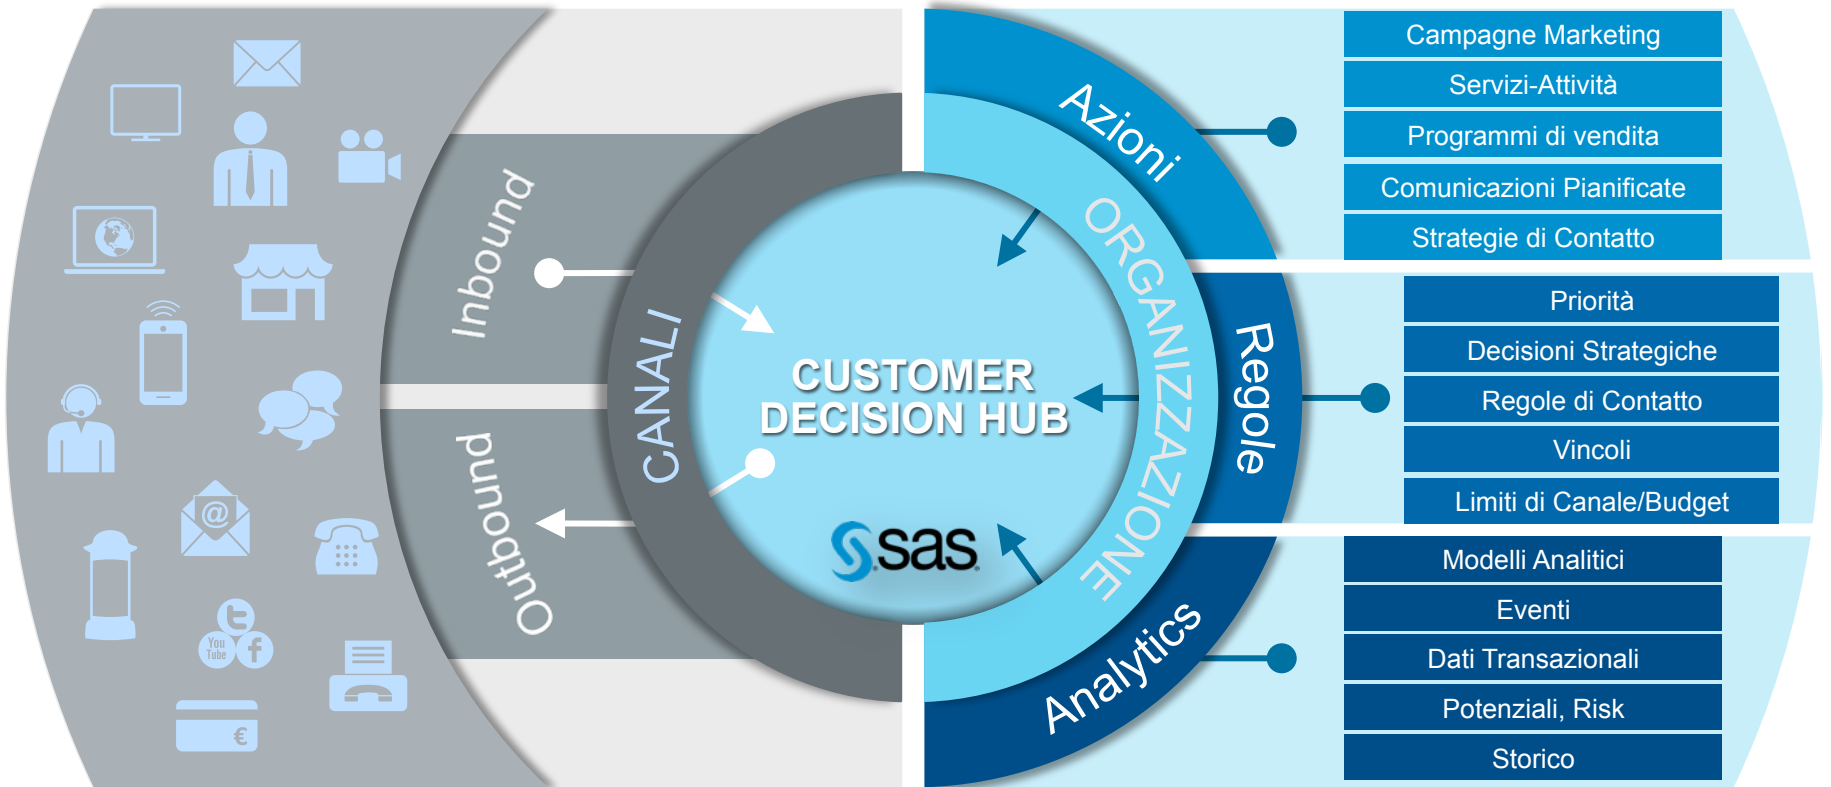 Inbound
Outbound
CANALI
CUSTOMER
DECISION HUB
sas
ORGANIZZAZIONE
Azioni
Campagne Marketing
Servizi-Attività
Programmi di vendita
Comunicazioni Pianificate
Strategie di Contatto
Regole
Priorità
Decisioni Strategiche
Regole di Contatto
Vincoli
Limiti di Canale/Budget
Analytics
Modelli Analitici
Eventi
Dati Transazionali
Potenziali, Risk
Storico
@
t
You
Tube
f
€